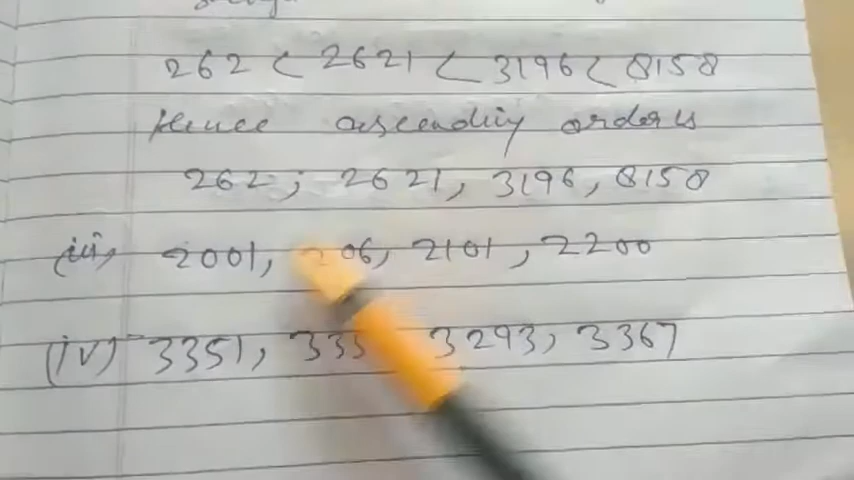 262 < 2621 < 3196 < 8158
Hence ascending order is
262, 2621, 3196, 8158
(iii) 2001, 206, 2101, 2200
(iv) 3351, 3293, 3367